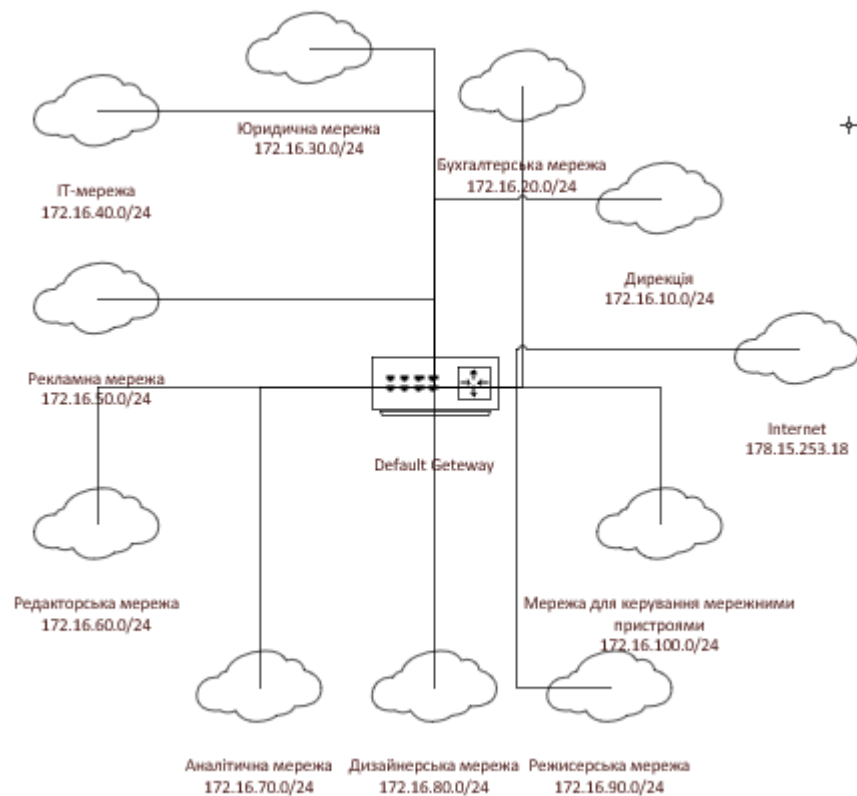 Юридична мережа
172.16.30.0/24
Бухгалтерська мережа
172.16.20.0/24
ІТ-мережа
172.16.40.0/24
Дирекція
172.16.10.0/24
Рекламна мережа
172.16.50.0/24
Internet
178.15.253.18
Default Geteway
Редакторська мережа
172.16.60.0/24
Мережа для керування мережними
пристроями
172.16.100.0/24
Аналітична мережа
172.16.70.0/24
Дизайнерська мережа
172.16.80.0/24
Режисерська мережа
172.16.90.0/24